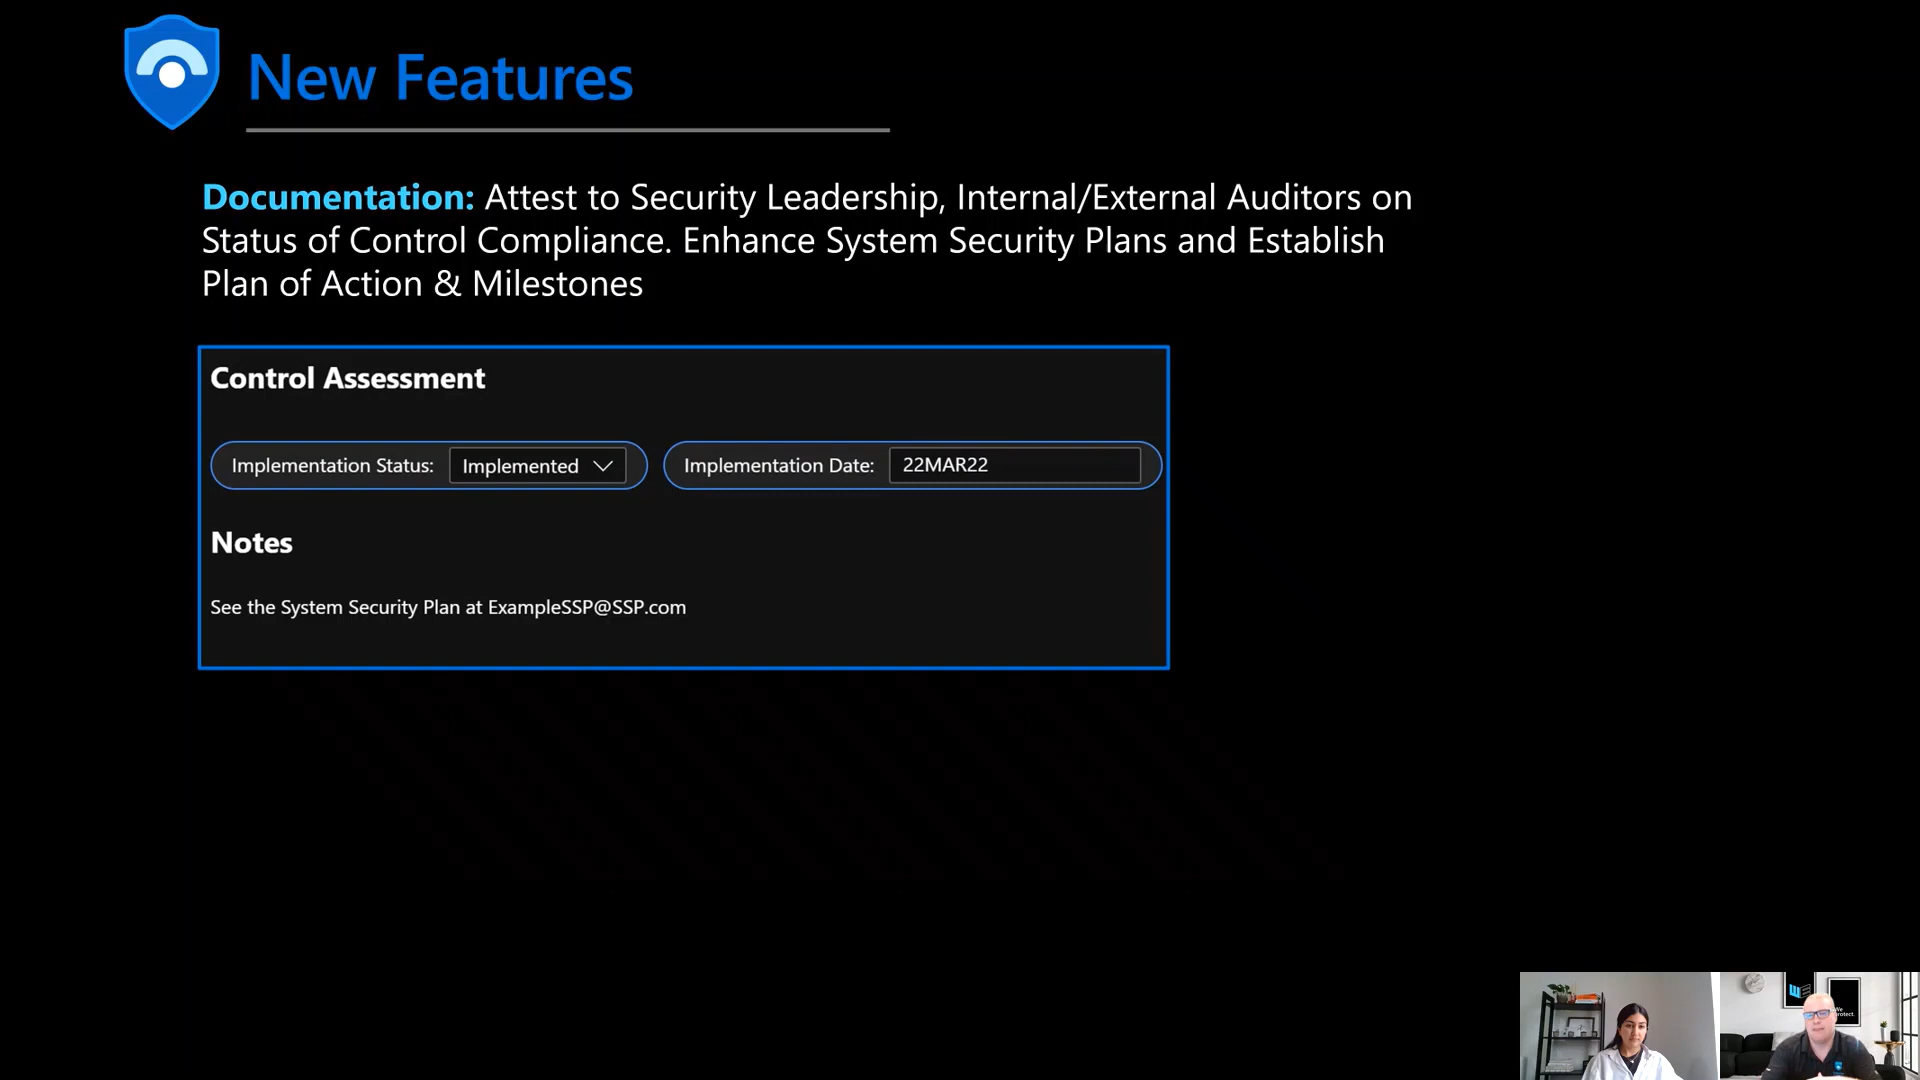 New Features
Documentation: Attest to Security Leadership, Internal/External Auditors on
Status of Control Compliance. Enhance System Security Plans and Establish
Plan of Action & Milestones
Control Assessment
Implementation Status: Implemented
Implementation Date: 22MAR22
Notes
See the System Security Plan at ExampleSSP@SSP.com